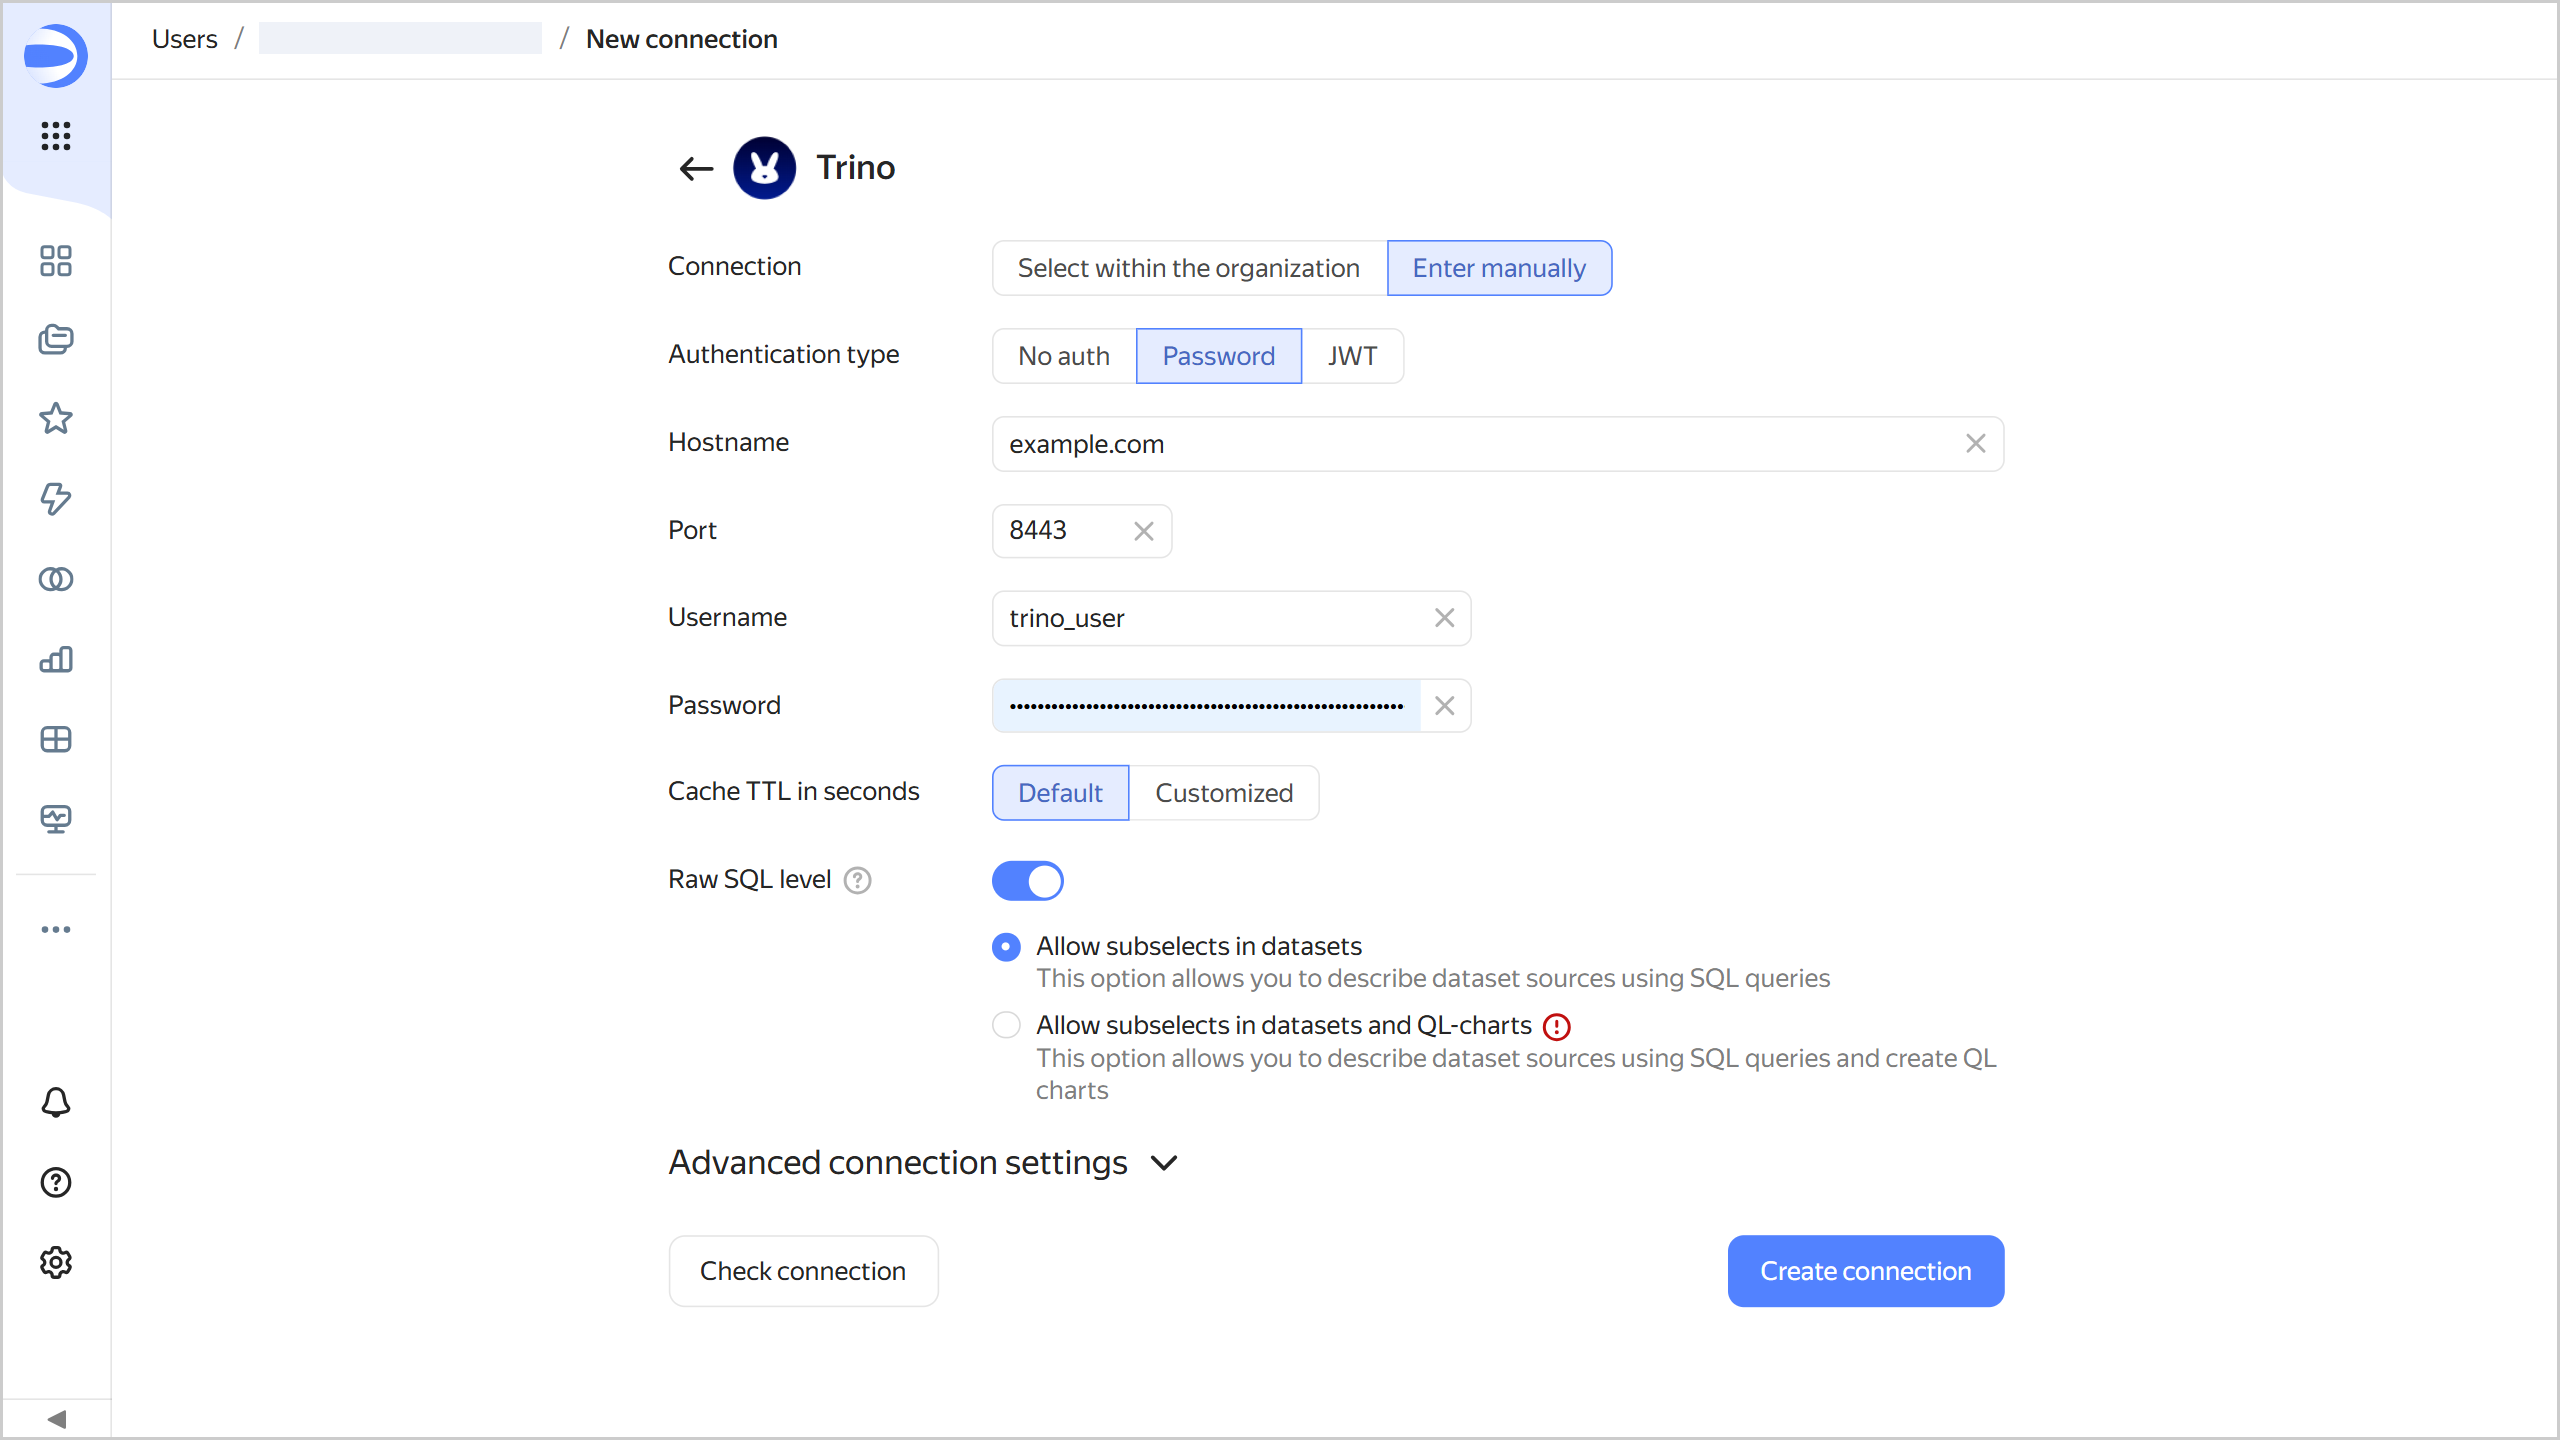 Users / / New connection
Trino
Connection Select within the organization Enter manually
Authentication type No auth Password JWT
Hostname example.com
Port 8443
Username trino_user
Password
Cache TTL in seconds Default Customized
Raw SQL level
Allow subselects in datasets
This option allows you to describe dataset sources using SQL queries
Allow subselects in datasets and QL-charts
This option allows you to describe dataset sources using SQL queries and create QL
charts
Advanced connection settings
Check connection Create connection